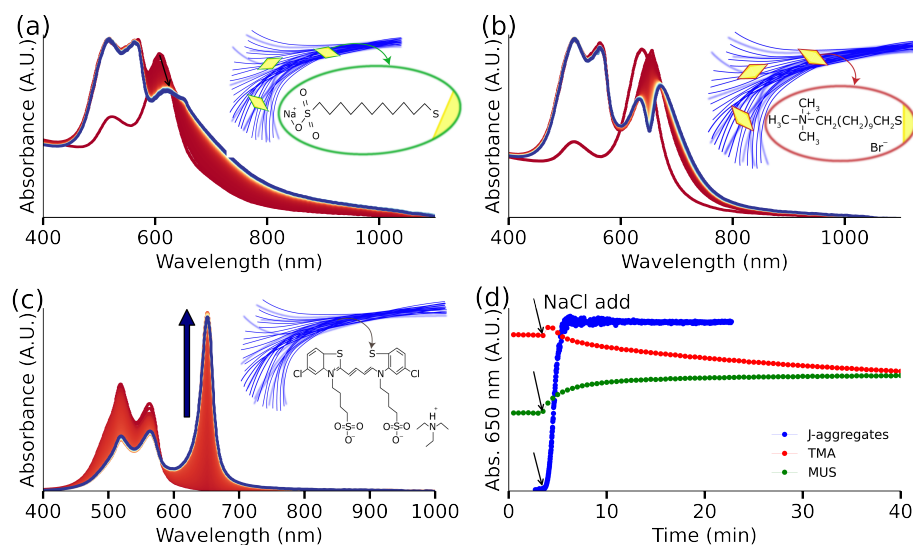 (a)
Absorbance (A.U.)
Na⁺
O
O
S
O
S
400 600 800 1000
Wavelength (nm)
(b)
Absorbance (A.U.)
CH₃
H₃C–N⁺–CH₂(CH₂)₉CH₂S
CH₃
Br⁻
400 600 800 1000
Wavelength (nm)
(c)
Absorbance (A.U.)
S S
Cl N N⁺ Cl
O=S=O O=S=O
O⁻ O⁻
H
N⁺
400 500 600 700 800 900 1000
Wavelength (nm)
(d)
NaCl add
Abs. 650 nm (A.U.)
J-aggregates
TMA
MUS
0 10 20 30 40
Time (min)